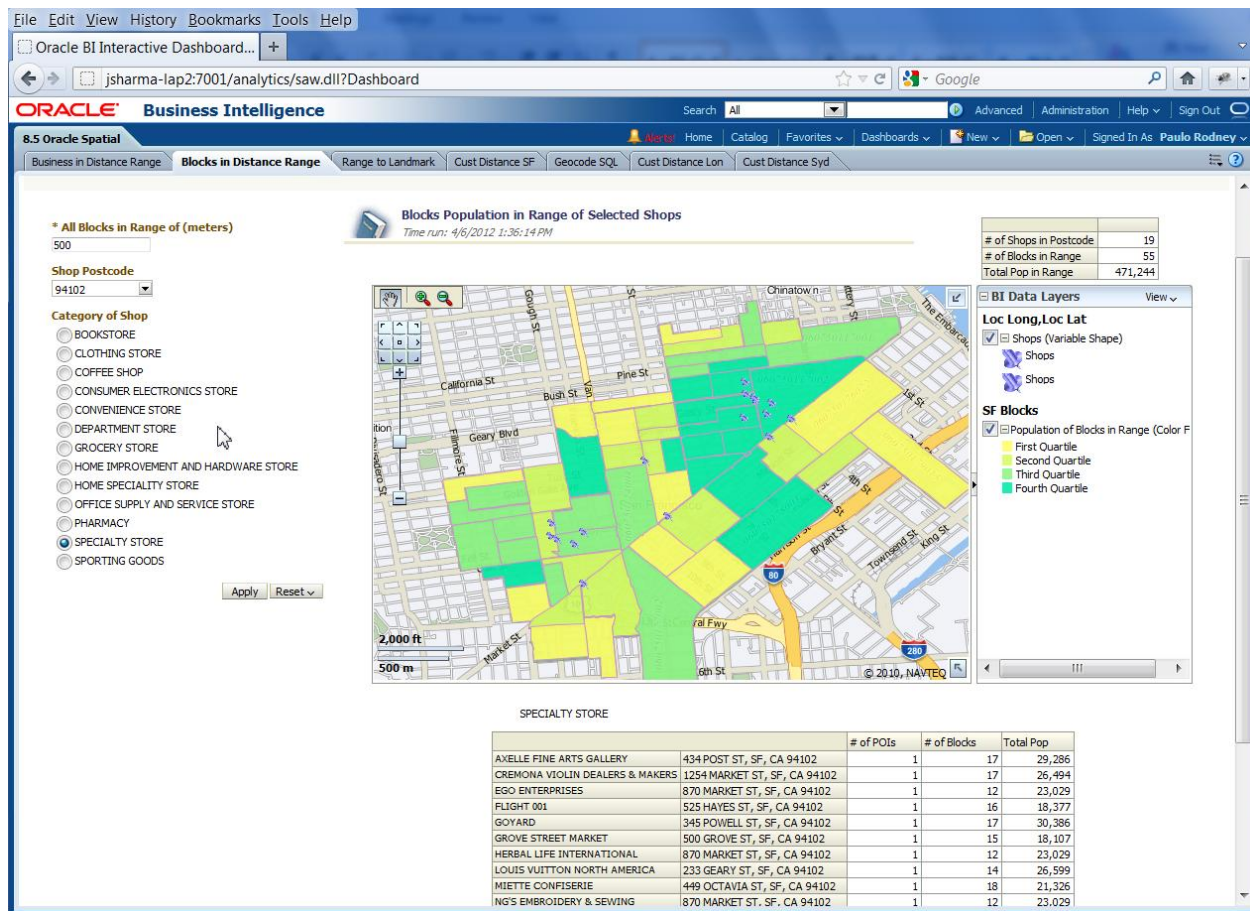 File Edit View History Bookmarks Tools Help
Oracle BI Interactive Dashboard... +
jsharma-lap2:7001/analytics/saw.dll?Dashboard
Google
ORACLE Business Intelligence
Search All Advanced Administration Help Sign Out
8.5 Oracle Spatial
Alerts! Home Catalog Favorites Dashboards New Open Signed In As Paulo Rodney
Business in Distance Range Blocks in Distance Range Range to Landmark Cust Distance SF Geocode SQL Cust Distance Lon Cust Distance Syd
* All Blocks in Range of (meters)
500
Shop Postcode
94102
Category of Shop
BOOKSTORE
CLOTHING STORE
COFFEE SHOP
CONSUMER ELECTRONICS STORE
CONVENIENCE STORE
DEPARTMENT STORE
GROCERY STORE
HOME IMPROVEMENT AND HARDWARE STORE
HOME SPECIALITY STORE
OFFICE SUPPLY AND SERVICE STORE
PHARMACY
SPECIALTY STORE
SPORTING GOODS
Apply Reset
Blocks Population in Range of Selected Shops
Time run: 4/6/2012 1:36:14 PM
# of Shops in Postcode 19
# of Blocks in Range 55
Total Pop in Range 471,244
Chinatown
Gough St
The Embarcad
California St
Pine St
Bush St
Van
1st St
Geary Blvd
Fillmore St
4th St
Bryant St
Townsend St
King St
80
Market St
6th St
280
2,000 ft
500 m
© 2010, NAVTEQ
BI Data Layers View
Loc Long,Loc Lat
Shops (Variable Shape)
Shops
Shops
SF Blocks
Population of Blocks in Range (Color F
First Quartile
Second Quartile
Third Quartile
Fourth Quartile
SPECIALTY STORE
# of POIs # of Blocks Total Pop
AXELLE FINE ARTS GALLERY 434 POST ST, SF, CA 94102 1 17 29,286
CREMONA VIOLIN DEALERS & MAKERS 1254 MARKET ST, SF, CA 94102 1 17 26,494
EGO ENTERPRISES 870 MARKET ST, SF, CA 94102 1 12 23,029
FLIGHT 001 525 HAYES ST, SF, CA 94102 1 16 18,377
GOYARD 345 POWELL ST, SF, CA 94102 1 17 30,386
GROVE STREET MARKET 500 GROVE ST, SF, CA 94102 1 15 18,107
HERBAL LIFE INTERNATIONAL 870 MARKET ST, SF, CA 94102 1 12 23,029
LOUIS VUITTON NORTH AMERICA 233 GEARY ST, SF, CA 94102 1 14 26,599
MIETTE CONFISERIE 449 OCTAVIA ST, SF, CA 94102 1 18 21,326
NG'S EMBROIDERY & SEWING 870 MARKET ST, SF, CA 94102 1 12 23,029